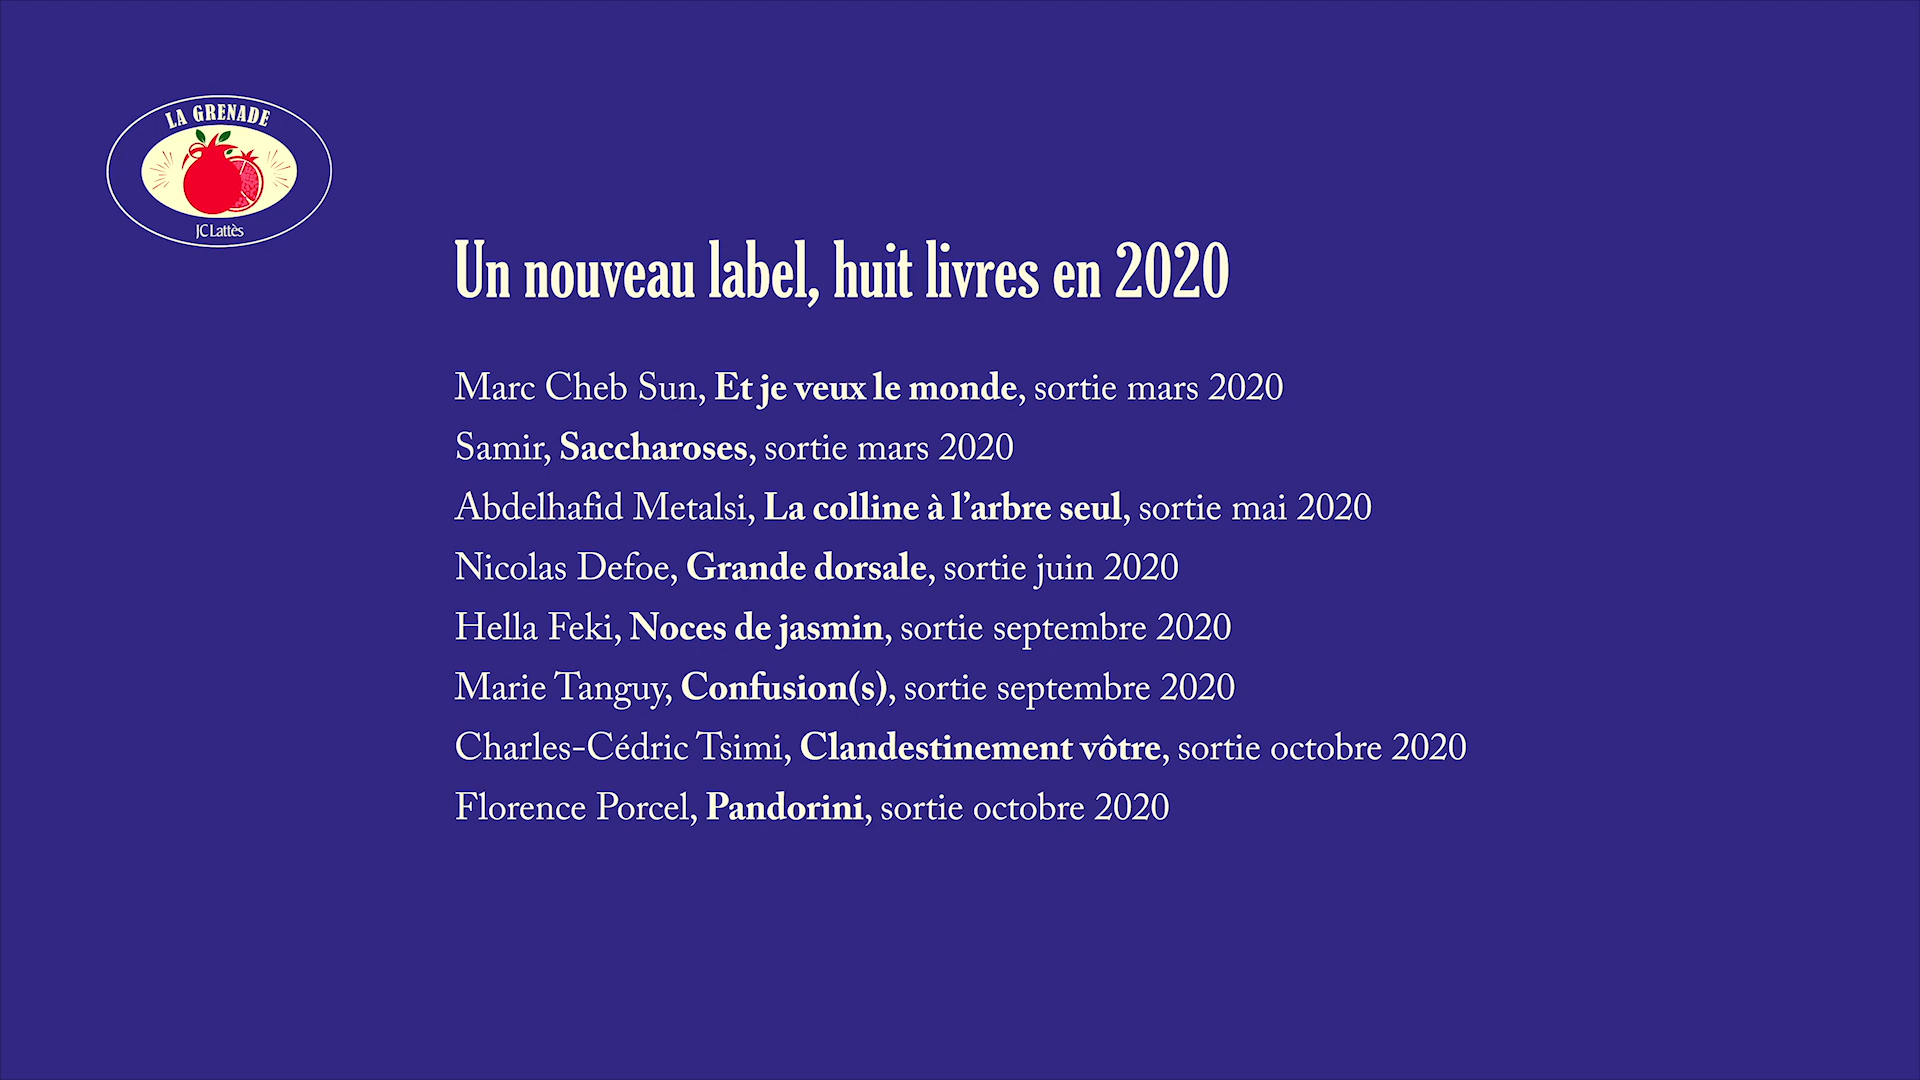 LA GRENADE
JC Lattès
Un nouveau label, huit livres en 2020
Marc Cheb Sun, Et je veux le monde, sortie mars 2020
Samir, Saccharoses, sortie mars 2020
Abdelhafid Metalsi, La colline à l’arbre seul, sortie mai 2020
Nicolas Defoe, Grande dorsale, sortie juin 2020
Hella Feki, Noces de jasmin, sortie septembre 2020
Marie Tanguy, Confusion(s), sortie septembre 2020
Charles-Cédric Tsimi, Clandestinement vôtre, sortie octobre 2020
Florence Porcel, Pandorini, sortie octobre 2020